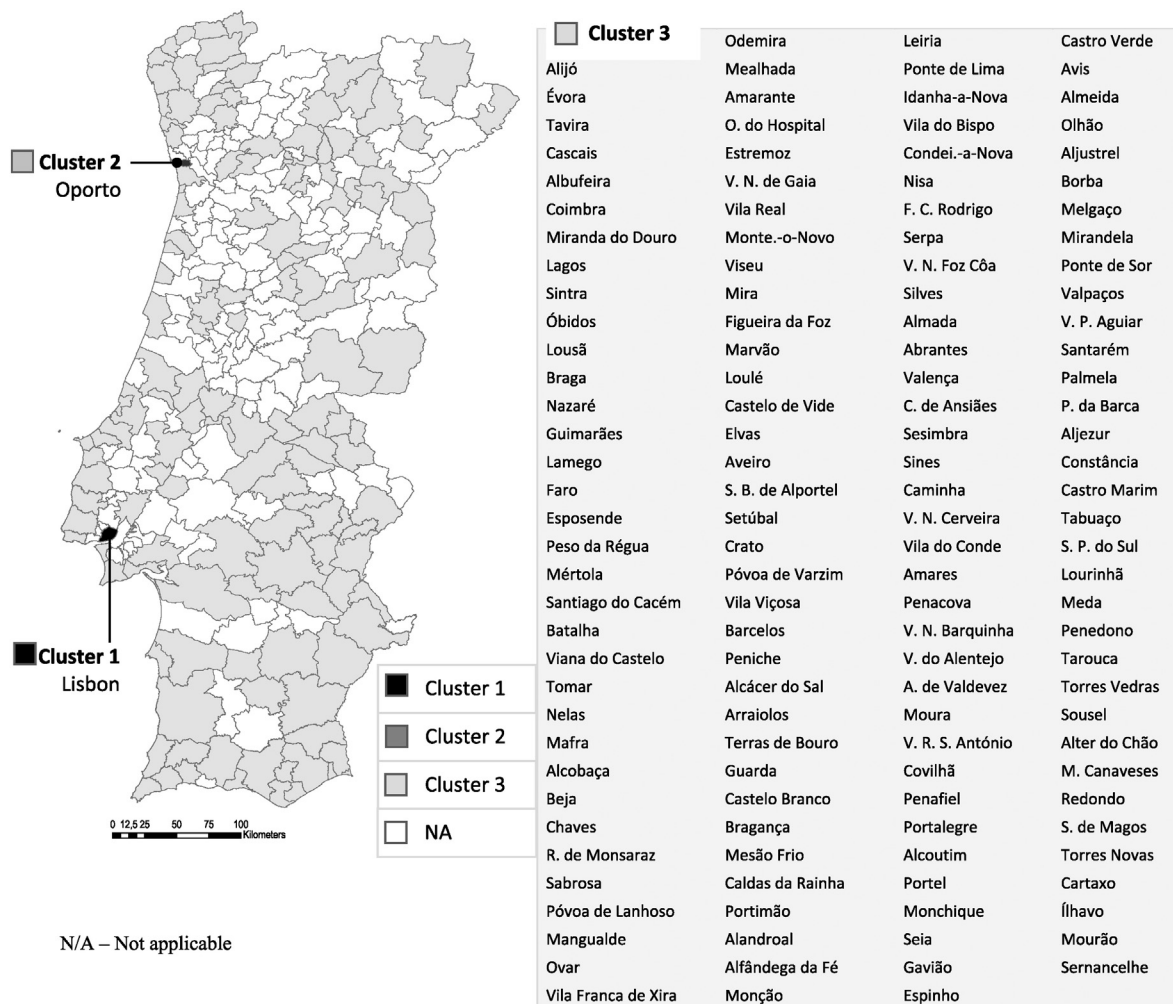 Cluster 2
Oporto
Cluster 1
Lisbon
0 12,5 25 50 75 100
Kilometers
Cluster 1
Cluster 2
Cluster 3
NA
N/A – Not applicable
Cluster 3
Alijó
Évora
Tavira
Cascais
Albufeira
Coimbra
Miranda do Douro
Lagos
Sintra
Óbidos
Lousã
Braga
Nazaré
Guimarães
Lamego
Faro
Esposende
Peso da Régua
Mértola
Santiago do Cacém
Batalha
Viana do Castelo
Tomar
Nelas
Mafra
Alcobaça
Beja
Chaves
R. de Monsaraz
Sabrosa
Póvoa de Lanhoso
Mangualde
Ovar
Vila Franca de Xira
Odemira
Mealhada
Amarante
O. do Hospital
Estremoz
V. N. de Gaia
Vila Real
Monte.-o-Novo
Viseu
Mira
Figueira da Foz
Marvão
Loulé
Castelo de Vide
Elvas
Aveiro
S. B. de Alportel
Setúbal
Crato
Póvoa de Varzim
Vila Viçosa
Barcelos
Peniche
Alcácer do Sal
Arraiolos
Terras de Bouro
Guarda
Castelo Branco
Bragança
Mesão Frio
Caldas da Rainha
Portimão
Alandroal
Alfândega da Fé
Monção
Leiria
Ponte de Lima
Idanha-a-Nova
Vila do Bispo
Condei.-a-Nova
Nisa
F. C. Rodrigo
Serpa
V. N. Foz Côa
Silves
Almada
Abrantes
Valença
C. de Ansiães
Sesimbra
Sines
Caminha
V. N. Cerveira
Vila do Conde
Amares
Penacova
V. N. Barquinha
V. do Alentejo
A. de Valdevez
Moura
V. R. S. António
Covilhã
Penafiel
Portalegre
Alcoutim
Portel
Monchique
Seia
Gavião
Espinho
Castro Verde
Avis
Almeida
Olhão
Aljustrel
Borba
Melgaço
Mirandela
Ponte de Sor
Valpaços
V. P. Aguiar
Santarém
Palmela
P. da Barca
Aljezur
Constância
Castro Marim
Tabuaço
S. P. do Sul
Lourinhã
Meda
Penedono
Tarouca
Torres Vedras
Sousel
Alter do Chão
M. Canaveses
Redondo
S. de Magos
Torres Novas
Cartaxo
Ílhavo
Mourão
Sernancelhe